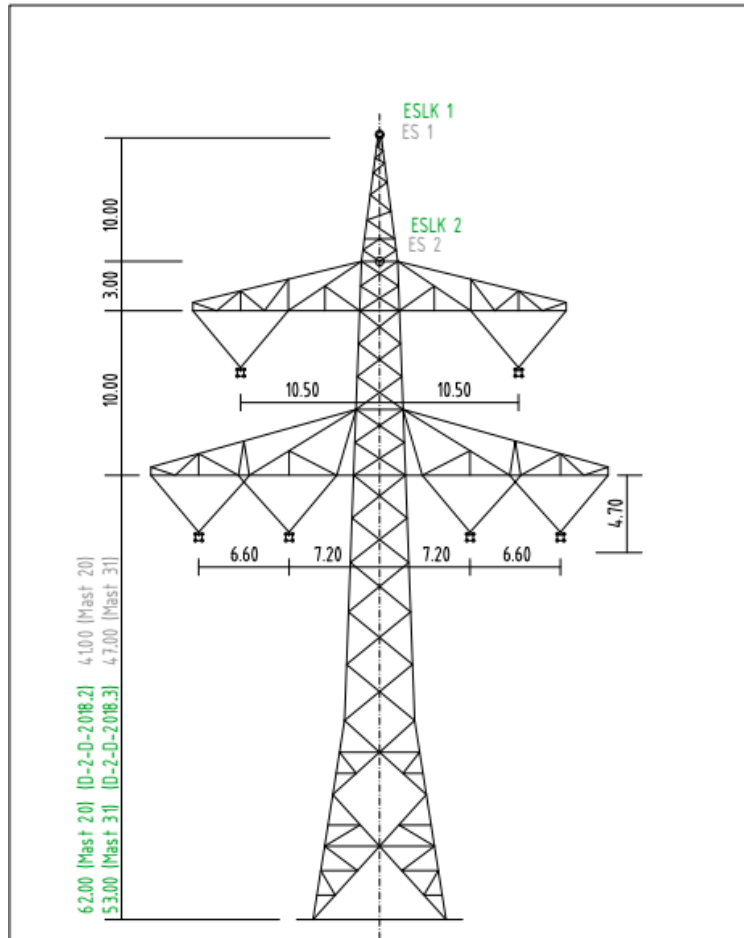 ESLK 1
ES 1
10.00
ESLK 2
ES 2
3.00
10.00
10.50 10.50
4.70
6.60 7.20 7.20 6.60
62.00 (Mast 20) (D-2-D-2018.2) 41.00 (Mast 20)
53.00 (Mast 31) (D-2-D-2018.3) 47.00 (Mast 31)